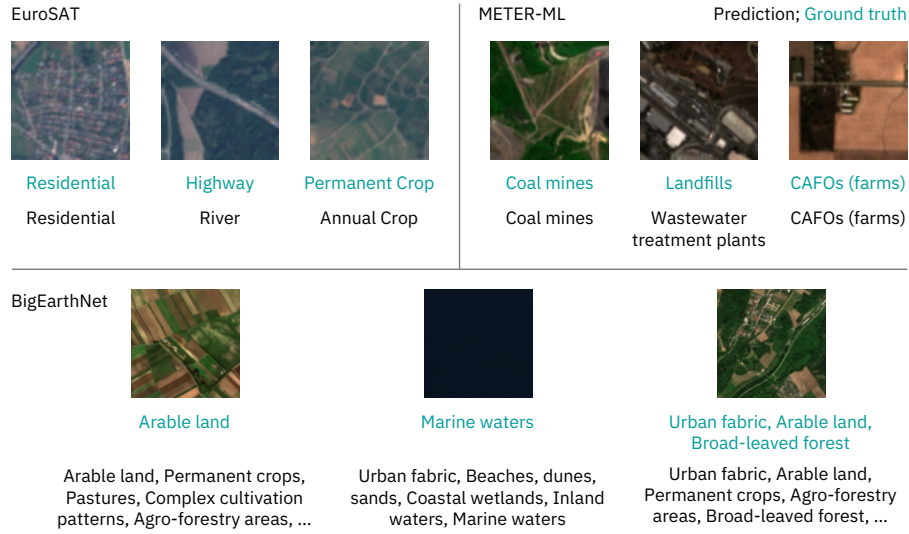 EuroSAT
METER-ML
Prediction; Ground truth
Residential
Highway
Permanent Crop
Coal mines
Landfills
CAFOs (farms)
Residential
River
Annual Crop
Coal mines
Wastewater
treatment plants
CAFOs (farms)
BigEarthNet
Arable land
Marine waters
Urban fabric, Arable land,
Broad-leaved forest
Arable land, Permanent crops,
Pastures, Complex cultivation
patterns, Agro-forestry areas, ...
Urban fabric, Beaches, dunes,
sands, Coastal wetlands, Inland
waters, Marine waters
Urban fabric, Arable land,
Permanent crops, Agro-forestry
areas, Broad-leaved forest, ...